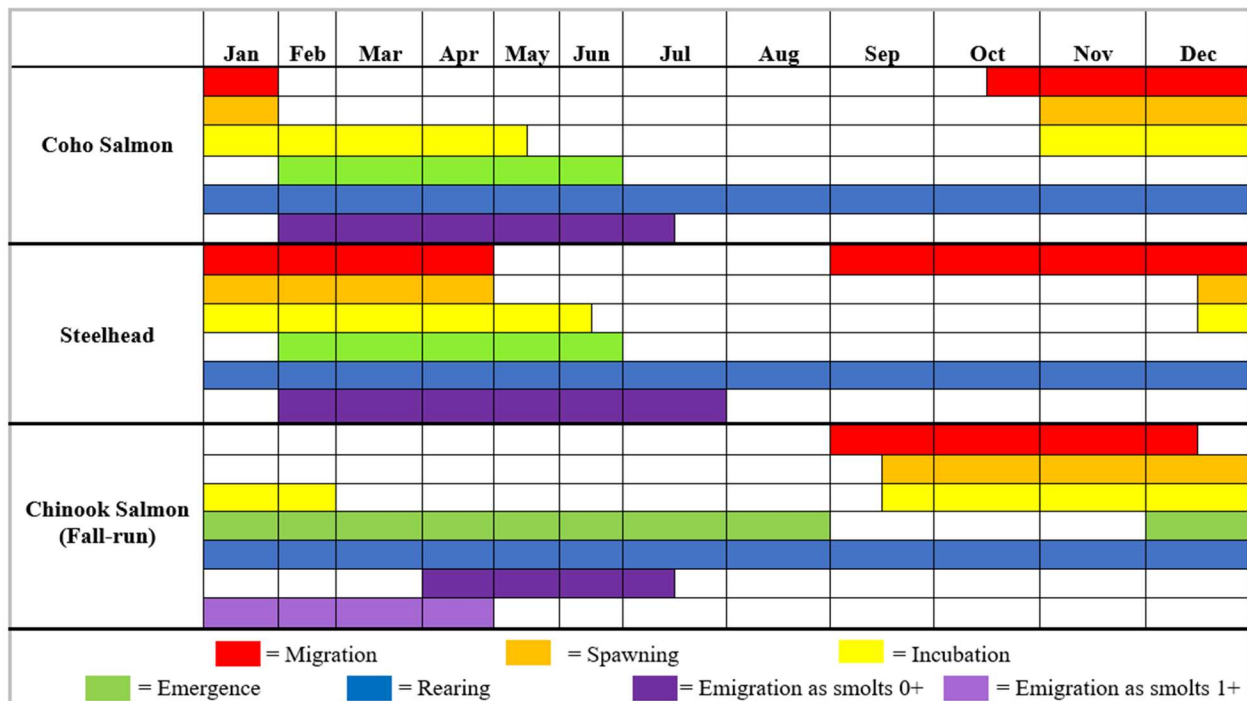 Jan Feb Mar Apr May Jun Jul Aug Sep Oct Nov Dec
Coho Salmon
Steelhead
Chinook Salmon
(Fall-run)
= Migration = Spawning = Incubation
= Emergence = Rearing = Emigration as smolts 0+ = Emigration as smolts 1+